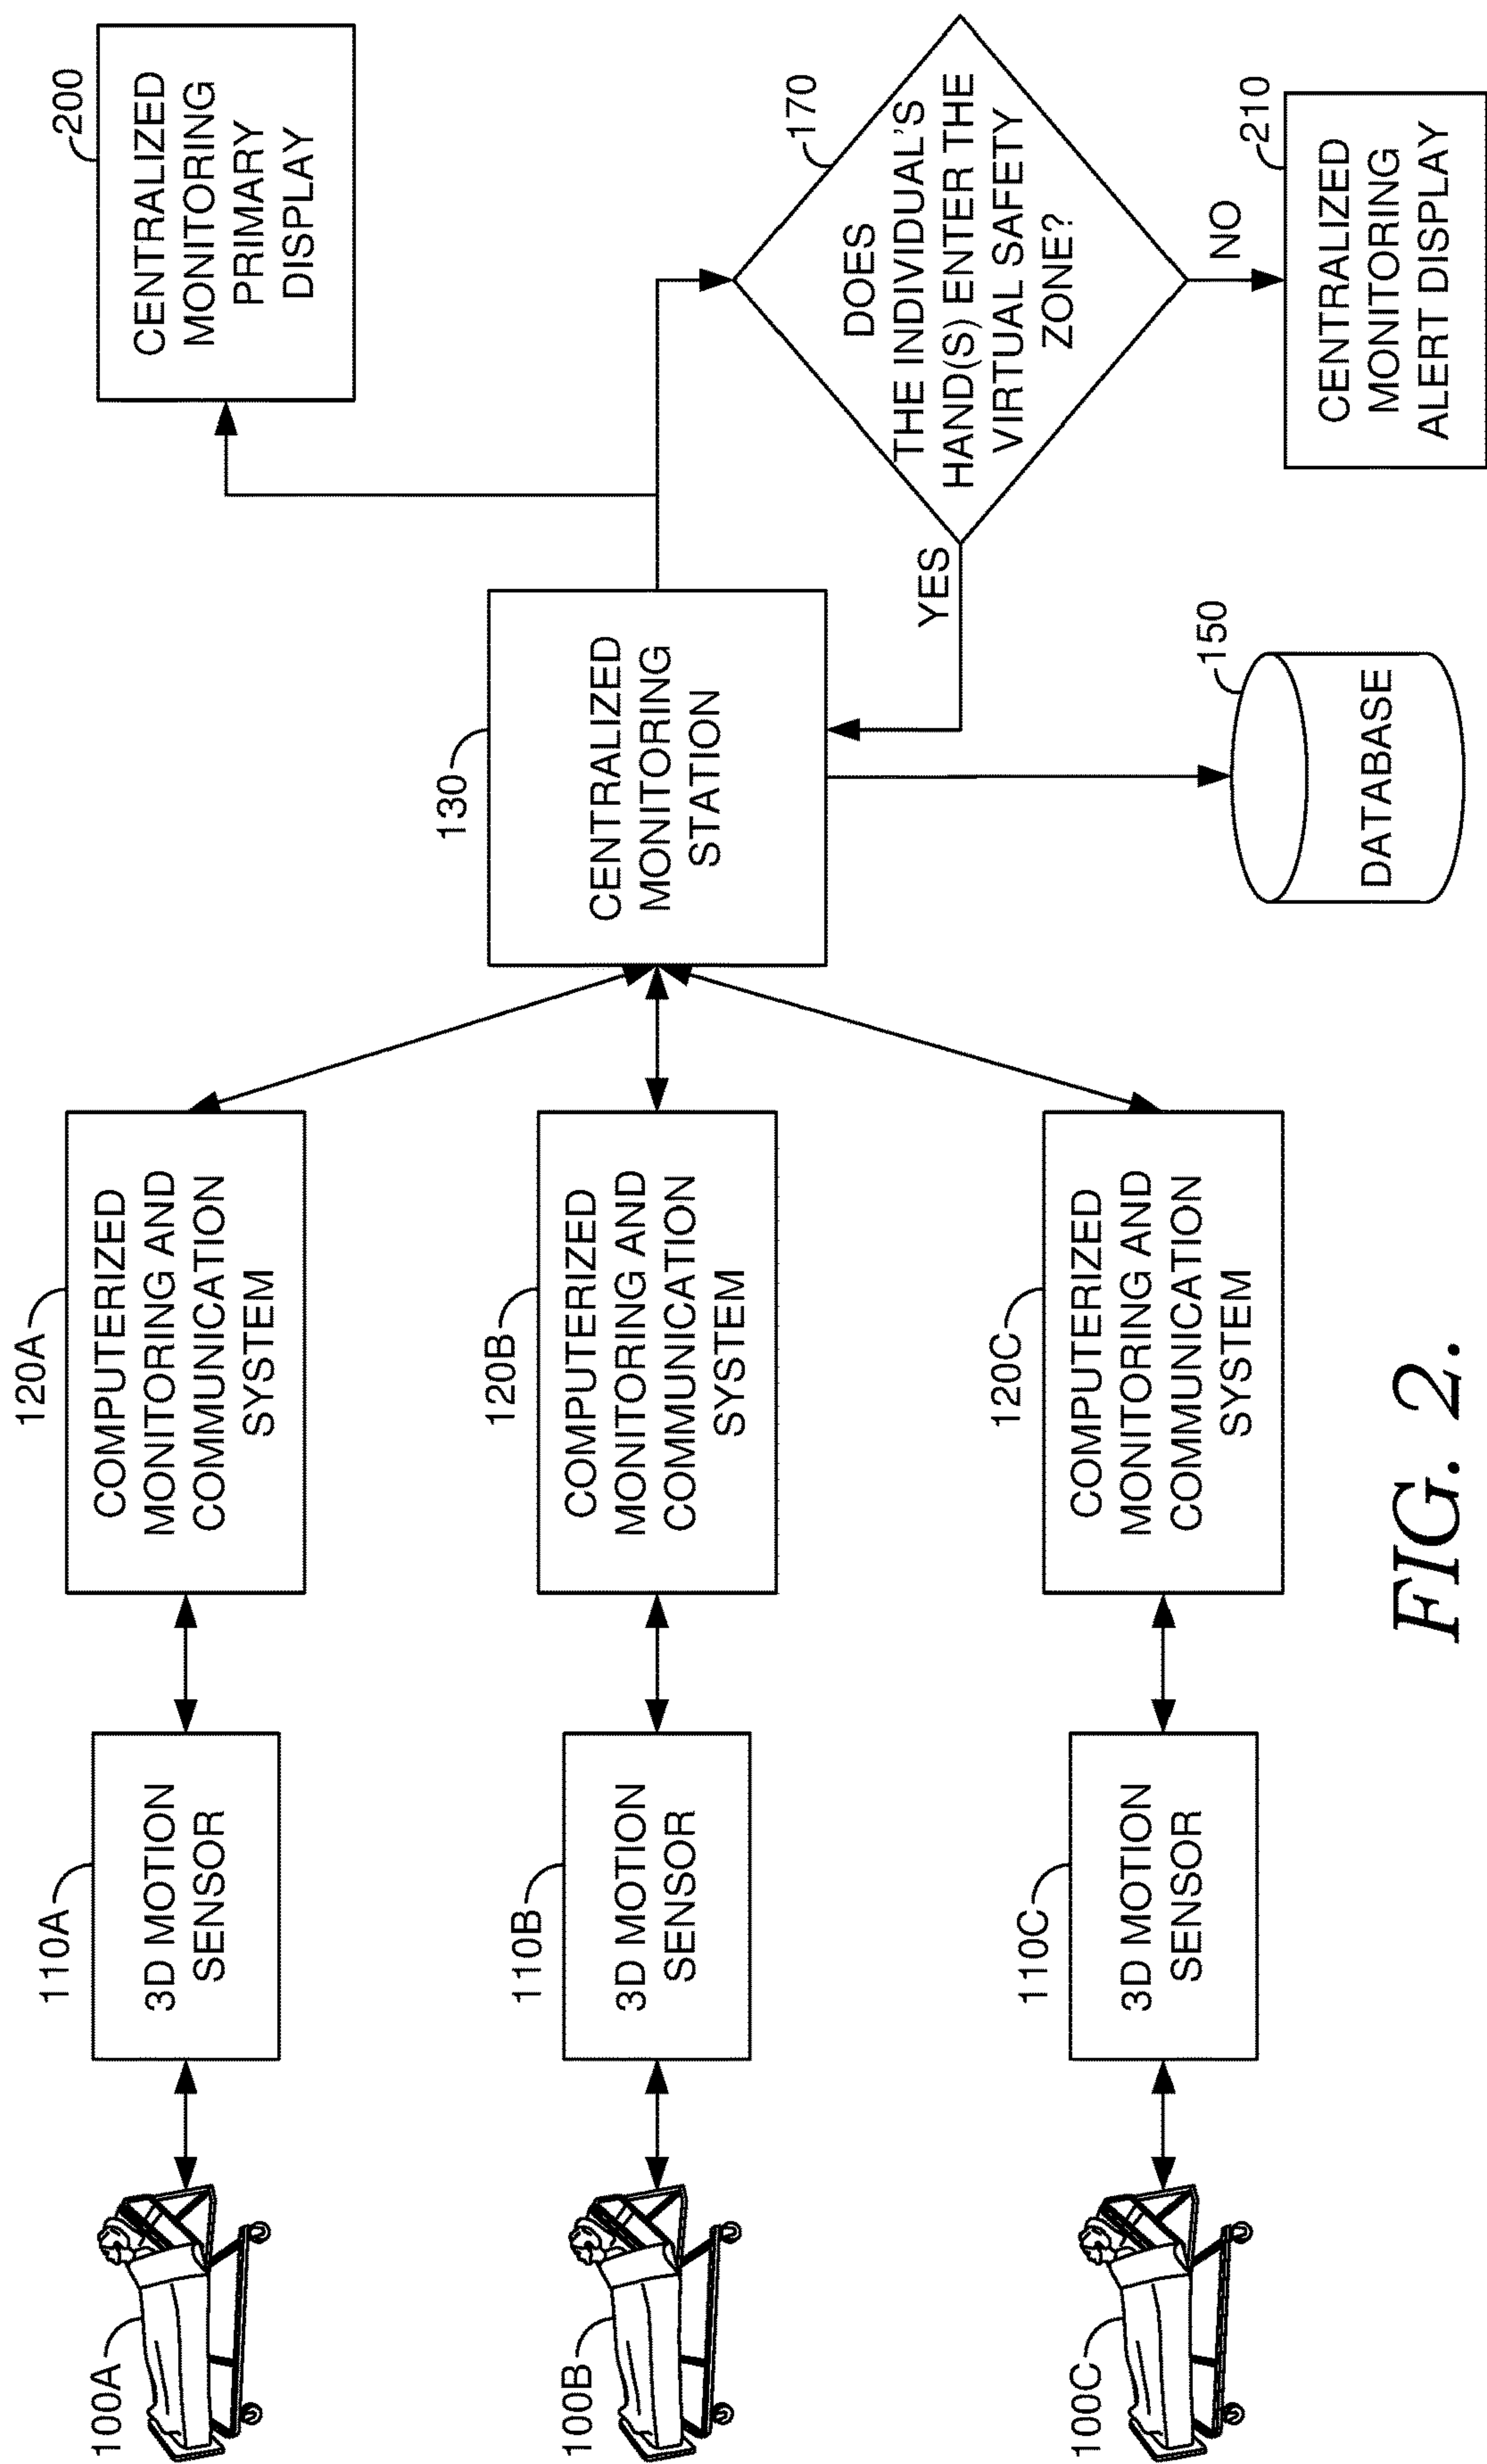 100A
110A
3D MOTION
SENSOR
120A
COMPUTERIZED
MONITORING AND
COMMUNICATION
SYSTEM
100B
110B
3D MOTION
SENSOR
120B
COMPUTERIZED
MONITORING AND
COMMUNICATION
SYSTEM
100C
110C
3D MOTION
SENSOR
120C
COMPUTERIZED
MONITORING AND
COMMUNICATION
SYSTEM
130
CENTRALIZED
MONITORING
STATION
200
CENTRALIZED
MONITORING
PRIMARY
DISPLAY
170
DOES
THE INDIVIDUAL'S
HAND(S) ENTER THE
VIRTUAL SAFETY
ZONE?
YES
NO
150
DATABASE
210
CENTRALIZED
MONITORING
ALERT DISPLAY
FIG. 2.